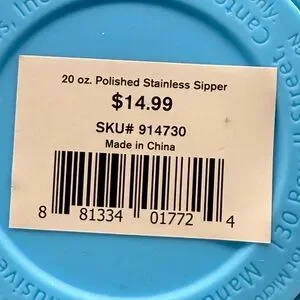 20 oz. Polished Stainless Sipper
$14.99
SKU# 914730
Made in China
8 81334 01772 4